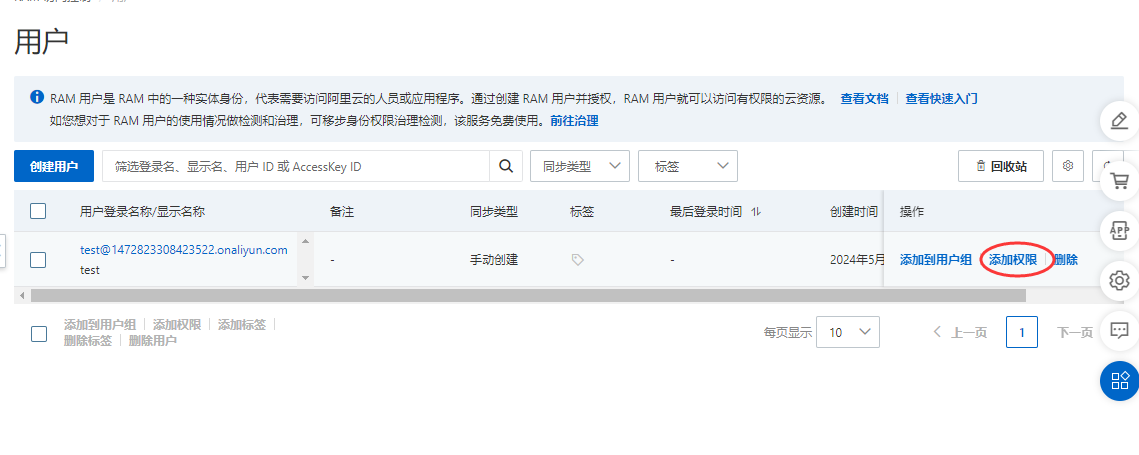 用户
RAM 用户是 RAM 中的一种实体身份，代表需要访问阿里云的人员或应用程序。通过创建 RAM 用户并授权，RAM 用户就可以访问有权限的云资源。 查看文档 查看快速入门
如您想对于 RAM 用户的使用情况做检测和治理，可移步身份权限治理检测，该服务免费使用。前往治理
创建用户 筛选登录名、显示名、用户 ID 或 AccessKey ID 同步类型 标签 回收站
用户登录名称/显示名称 备注 同步类型 标签 最后登录时间 创建时间 操作
test@1472823308423522.onaliyun.com
test - 手动创建 - 2024年5月 添加到用户组 添加权限 删除
添加到用户组 添加权限 添加标签
删除标签 删除用户
每页显示 10 上一页 1 下一页
APP